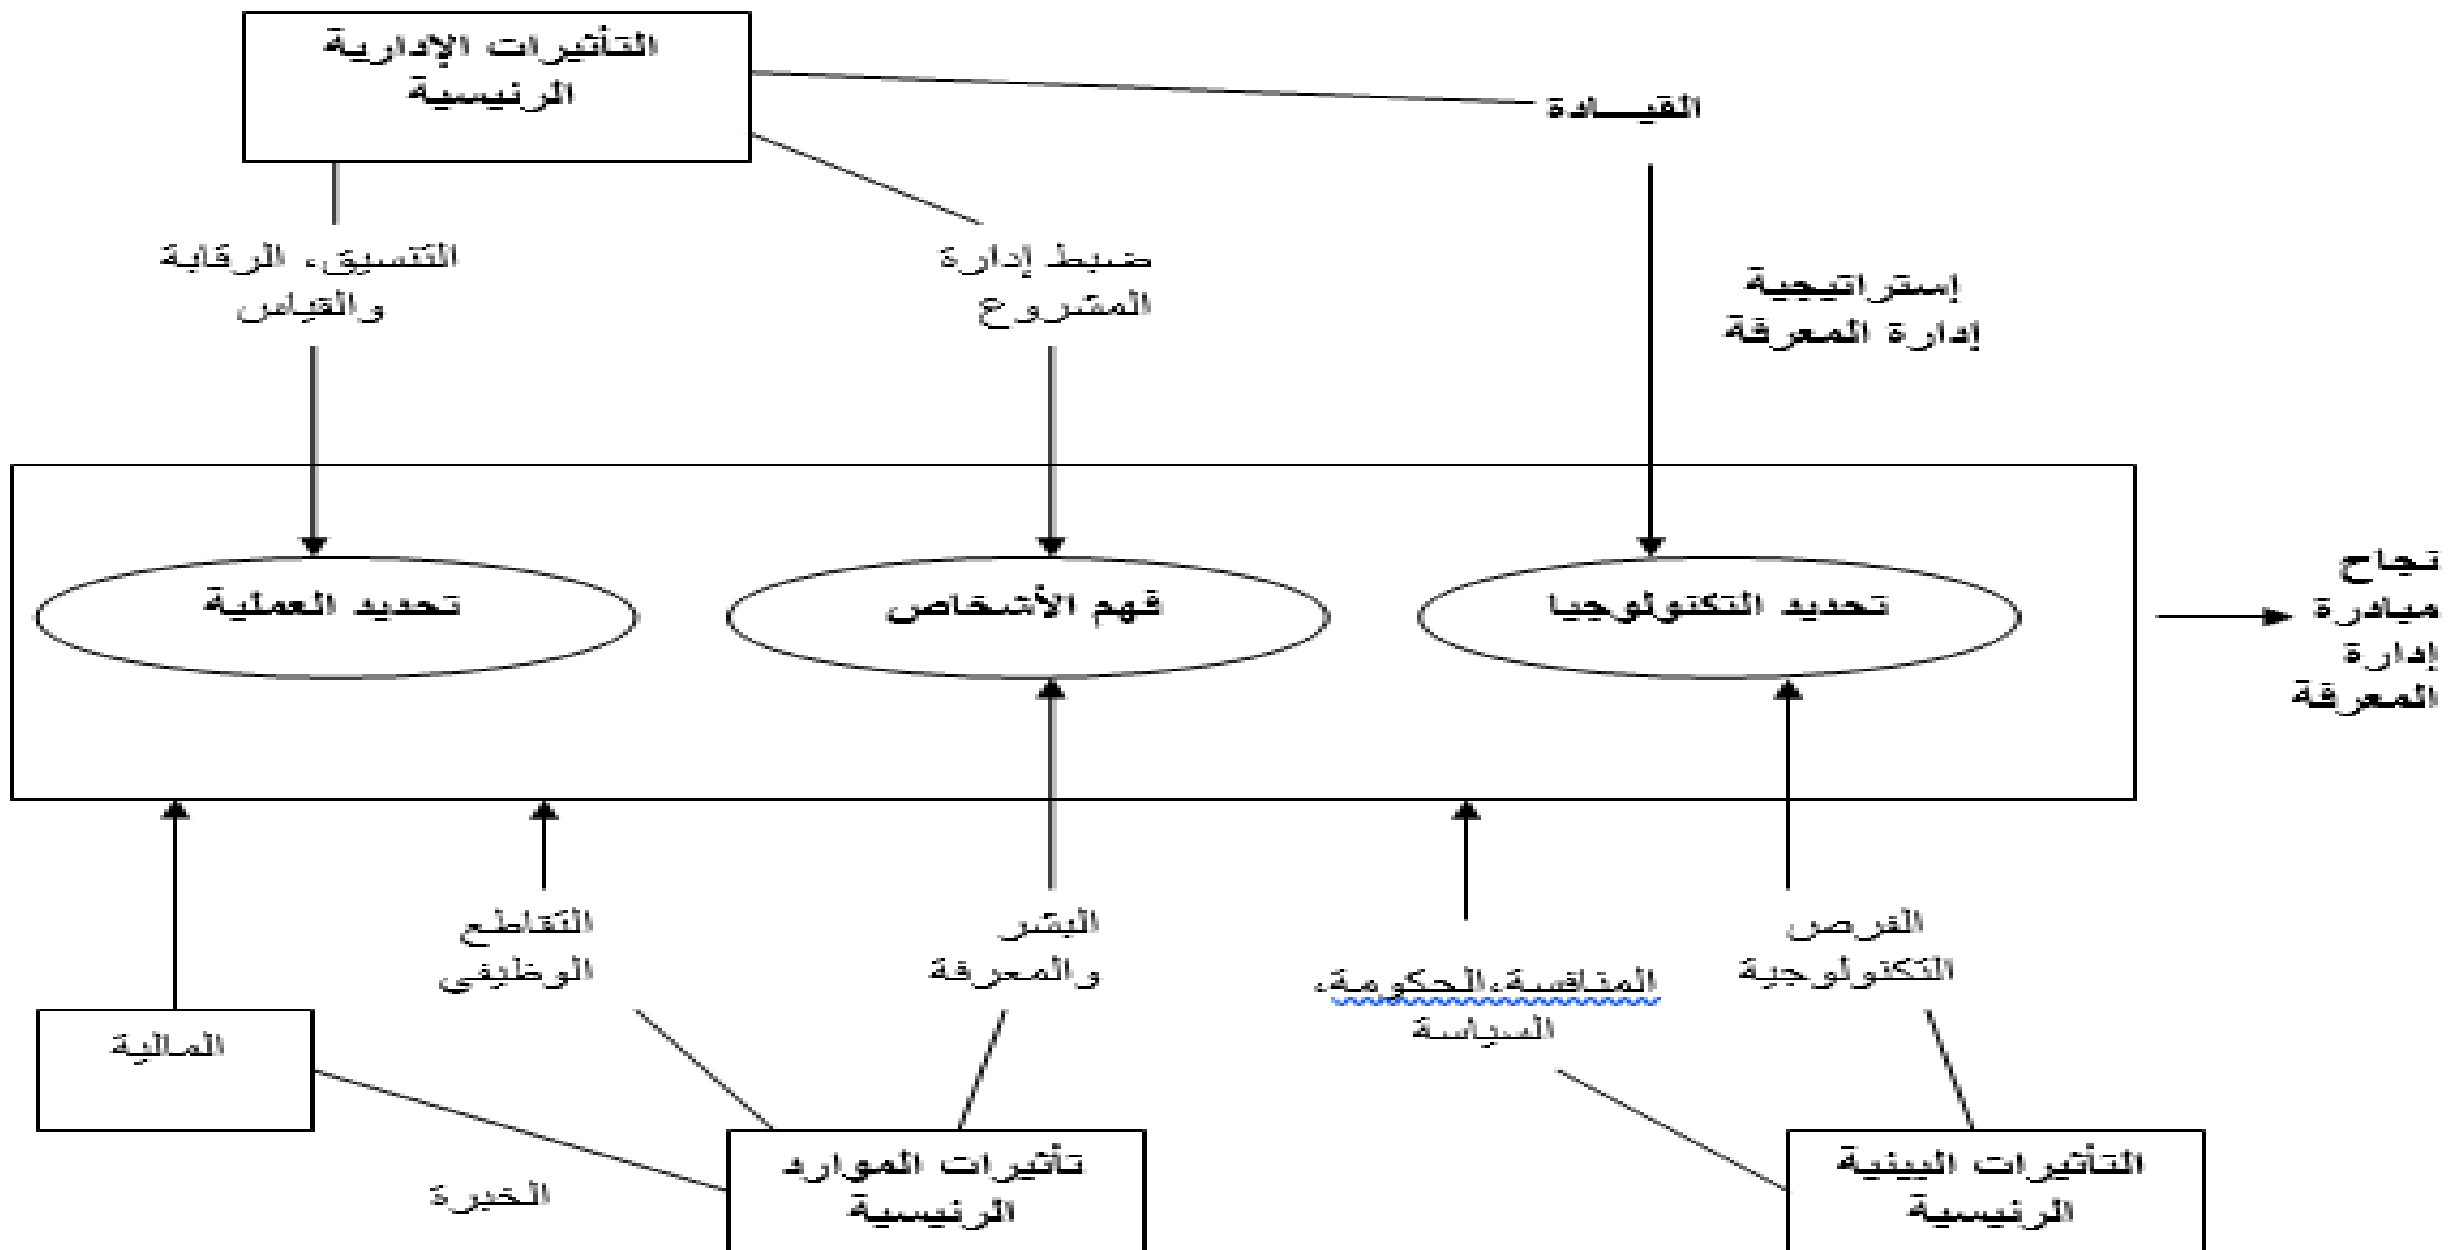 التأثيرات الإدارية
الرئيسية
القيـــادة
التنسيق، الرقابة
والقياس
ضبط إدارة
المشروع
إستراتيجية
إدارة المعرفة
تحديد التكنولوجيا
فهم الأشخاص
تحديد العملية
نجاح
مبادرة
إدارة
المعرفة
الفرص
التكنولوجية
المنافسة،الحكومة،
السياسة
البشر
والمعرفة
التقاطع
الوظيفي
المالية
التأثيرات البيئية
الرئيسية
تأثيرات الموارد
الرئيسية
الخبرة